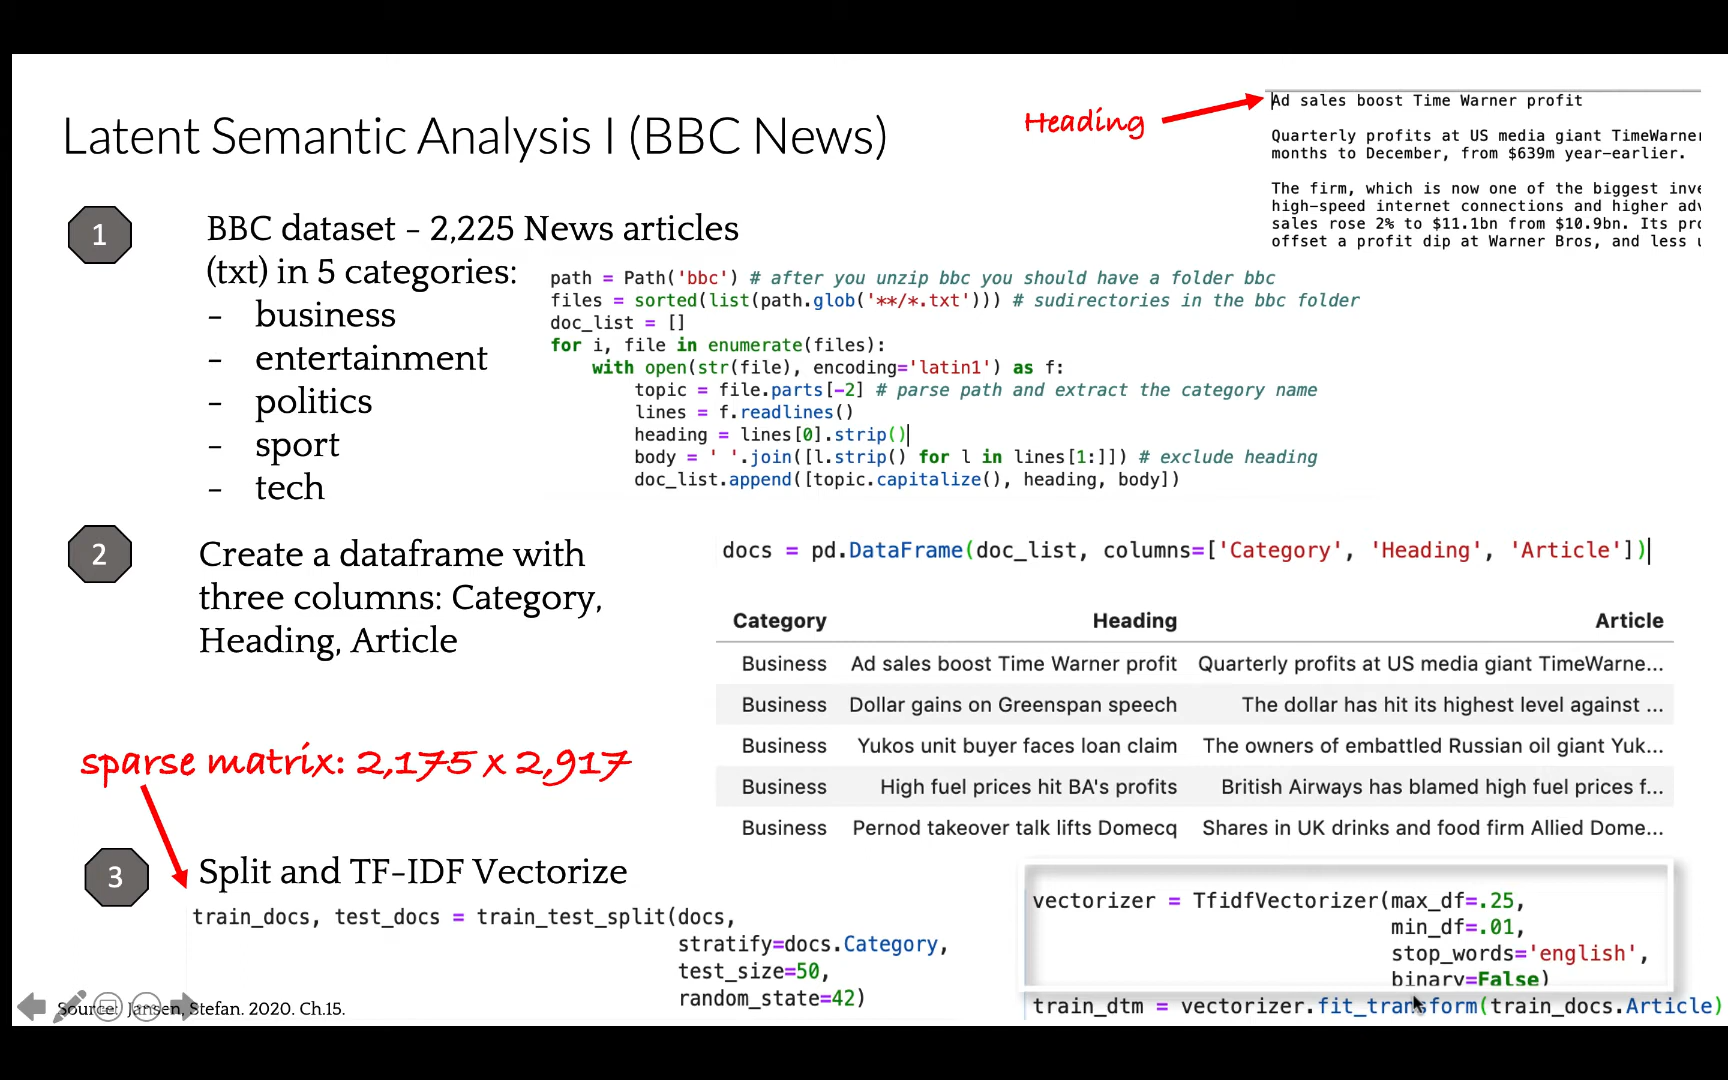 Latent Semantic Analysis I (BBC News)
Heading
Ad sales boost Time Warner profit
Quarterly profits at US media giant TimeWarner
months to December, from $639m year-earlier.
The firm, which is now one of the biggest inve
high-speed internet connections and higher adv
sales rose 2% to $11.1bn from $10.9bn. Its pro
offset a profit dip at Warner Bros, and less u
1
BBC dataset – 2,225 News articles
(txt) in 5 categories:
- business
- entertainment
- politics
- sport
- tech
path = Path('bbc') # after you unzip bbc you should have a folder bbc
files = sorted(list(path.glob('**/*.txt'))) # sudirectories in the bbc folder
doc_list = []
for i, file in enumerate(files):
    with open(str(file), encoding='latin1') as f:
        topic = file.parts[-2] # parse path and extract the category name
        lines = f.readlines()
        heading = lines[0].strip()
        body = ' '.join([l.strip() for l in lines[1:]]) # exclude heading
        doc_list.append([topic.capitalize(), heading, body])
2
Create a dataframe with
three columns: Category,
Heading, Article
docs = pd.DataFrame(doc_list, columns=['Category', 'Heading', 'Article'])
Category Heading Article
Business Ad sales boost Time Warner profit Quarterly profits at US media giant TimeWarne...
Business Dollar gains on Greenspan speech The dollar has hit its highest level against ...
Business Yukos unit buyer faces loan claim The owners of embattled Russian oil giant Yuk...
Business High fuel prices hit BA's profits British Airways has blamed high fuel prices f...
Business Pernod takeover talk lifts Domecq Shares in UK drinks and food firm Allied Dome...
sparse matrix: 2,175 x 2,917
3
Split and TF-IDF Vectorize
train_docs, test_docs = train_test_split(docs,
stratify=docs.Category,
test_size=50,
random_state=42)
vectorizer = TfidfVectorizer(max_df=.25,
min_df=.01,
stop_words='english',
binary=False)
train_dtm = vectorizer.fit_transform(train_docs.Article)
Source: Jansen, Stefan. 2020. Ch.15.